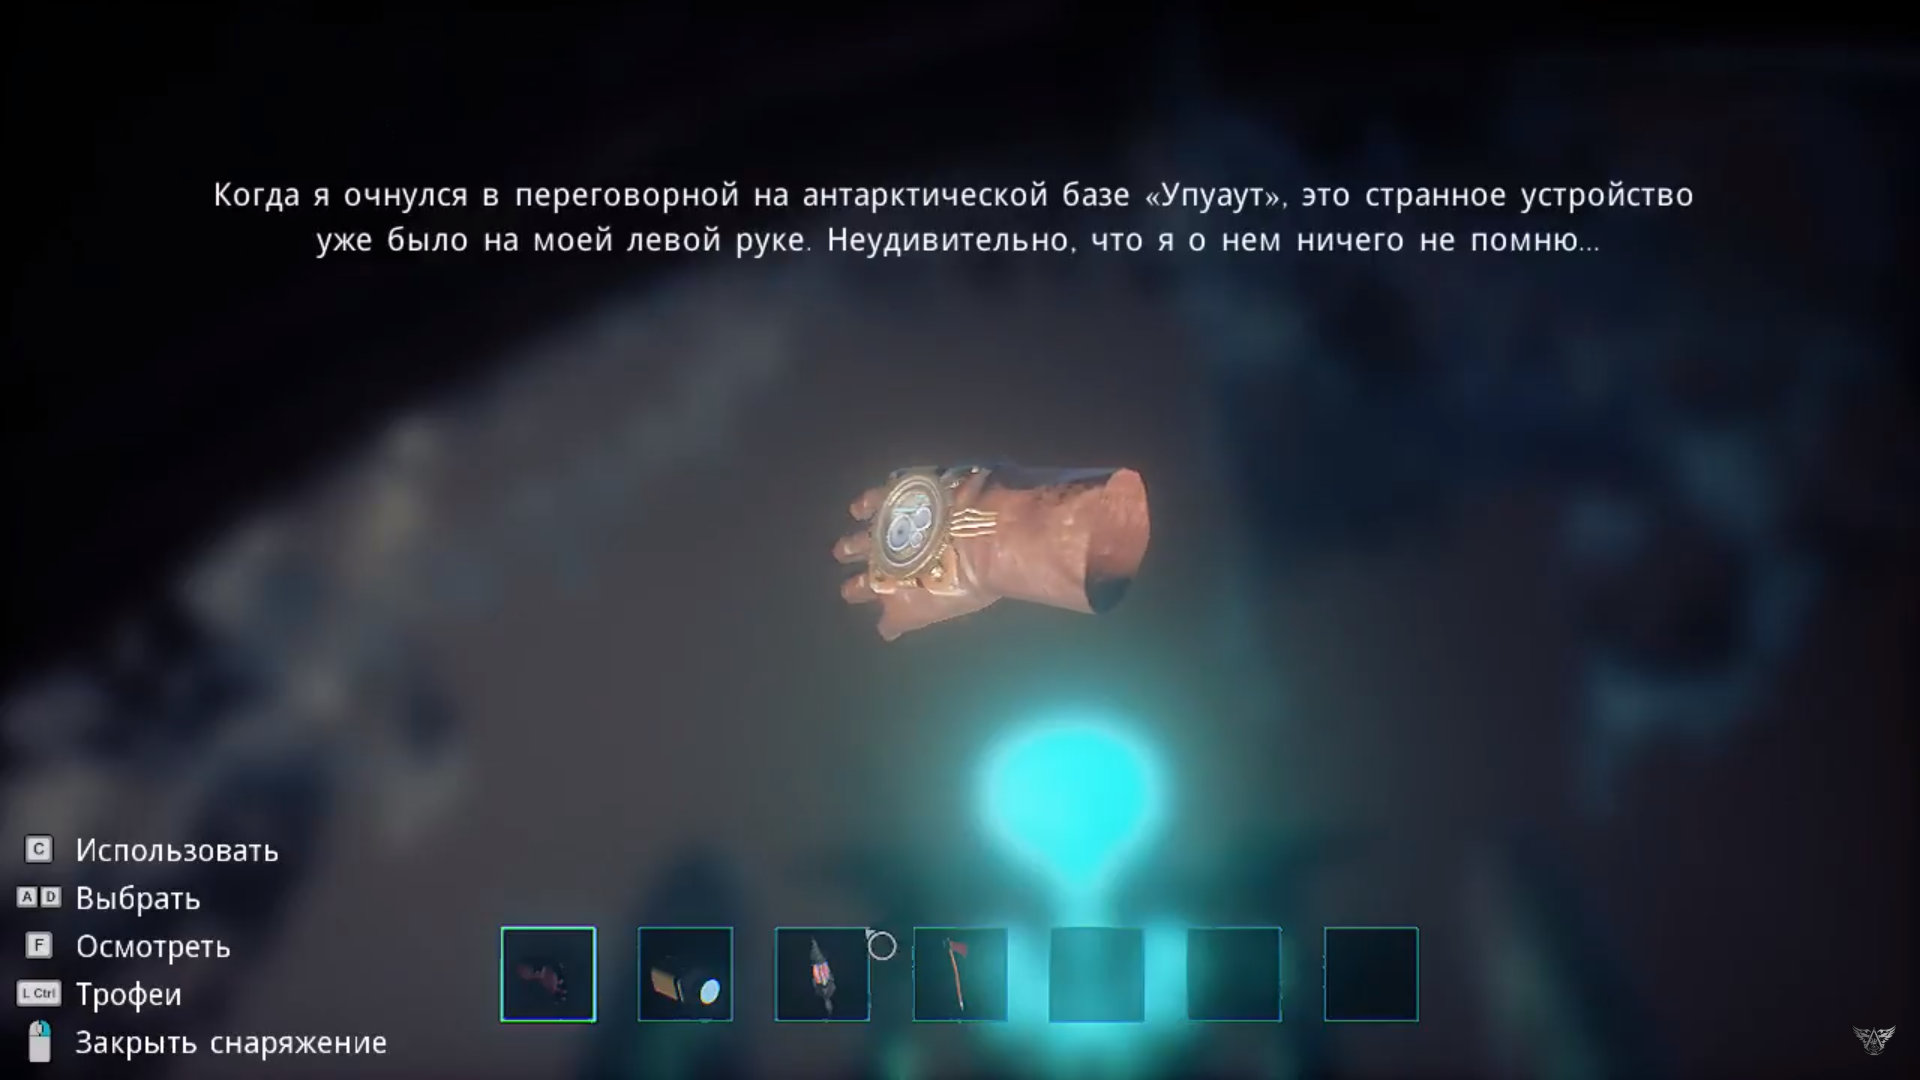 Когда я очнулся в переговорной на антарктической базе «Упуаут», это странное устройство
уже было на моей левой руке. Неудивительно, что я о нем ничего не помню...
C Использовать
A D Выбрать
F Осмотреть
L Ctrl Трофеи
Закрыть снаряжение